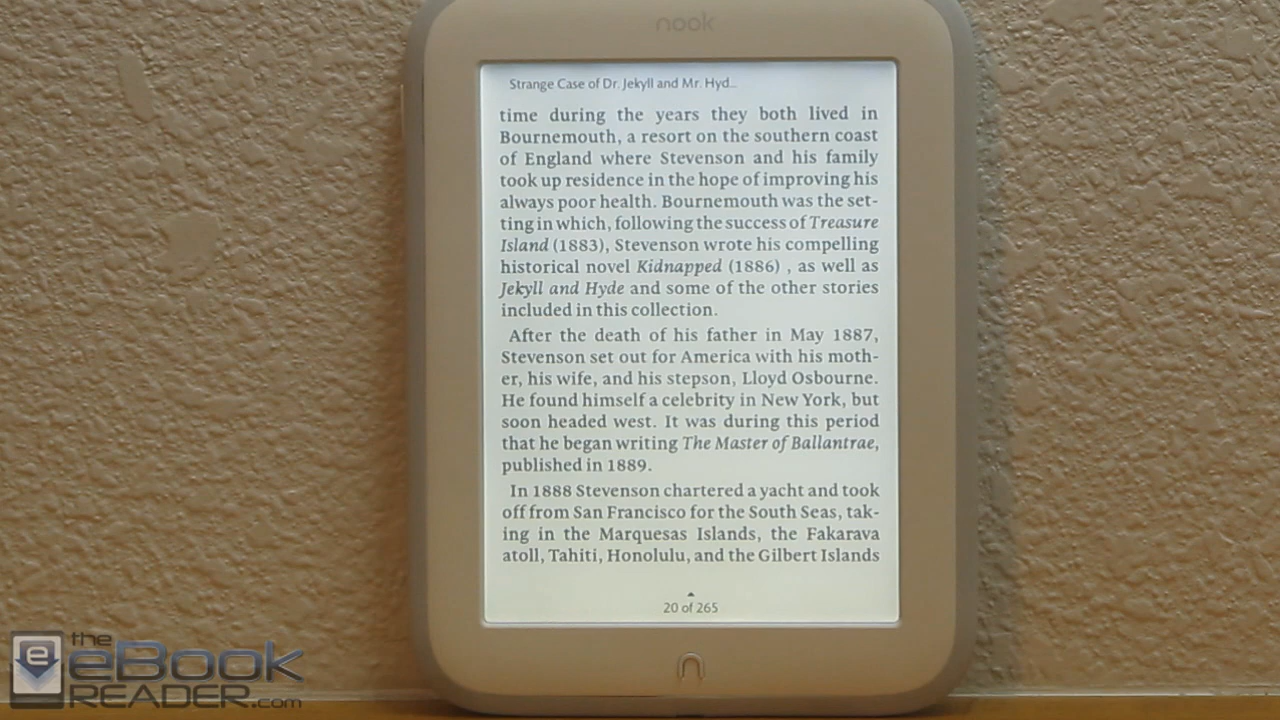 nook
Strange Case of Dr. Jekyll and Mr. Hyd...
time during the years they both lived in
Bournemouth, a resort on the southern coast
of England where Stevenson and his family
took up residence in the hope of improving his
always poor health. Bournemouth was the set-
ting in which, following the success of Treasure
Island (1883), Stevenson wrote his compelling
historical novel Kidnapped (1886) , as well as
Jekyll and Hyde and some of the other stories
included in this collection.
After the death of his father in May 1887,
Stevenson set out for America with his moth-
er, his wife, and his stepson, Lloyd Osbourne.
He found himself a celebrity in New York, but
soon headed west. It was during this period
that he began writing The Master of Ballantrae,
published in 1889.
In 1888 Stevenson chartered a yacht and took
off from San Francisco for the South Seas, tak-
ing in the Marquesas Islands, the Fakarava
atoll, Tahiti, Honolulu, and the Gilbert Islands
20 of 265
the
eBook
READER.com